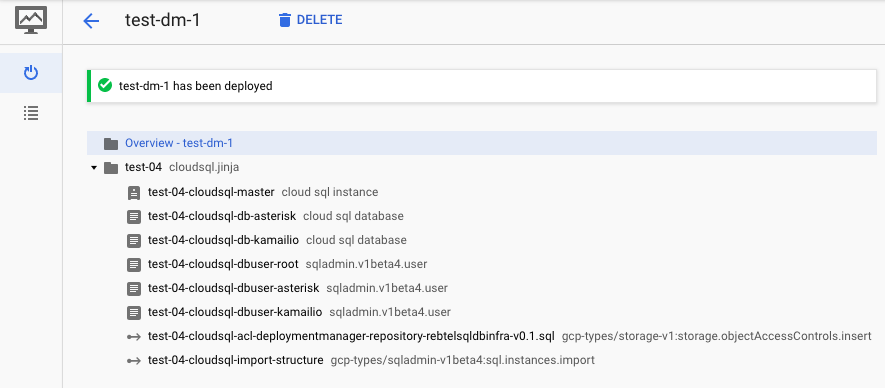 test-dm-1 DELETE
test-dm-1 has been deployed
Overview - test-dm-1
test-04 cloudsql.jinja
test-04-cloudsql-master cloud sql instance
test-04-cloudsql-db-asterisk cloud sql database
test-04-cloudsql-db-kamailio cloud sql database
test-04-cloudsql-dbuser-root sqladmin.v1beta4.user
test-04-cloudsql-dbuser-asterisk sqladmin.v1beta4.user
test-04-cloudsql-dbuser-kamailio sqladmin.v1beta4.user
test-04-cloudsql-acl-deploymentmanager-repository-rebtelsqldbinfra-v0.1.sql gcp-types/storage-v1:storage.objectAccessControls.insert
test-04-cloudsql-import-structure gcp-types/sqladmin-v1beta4:sql.instances.import